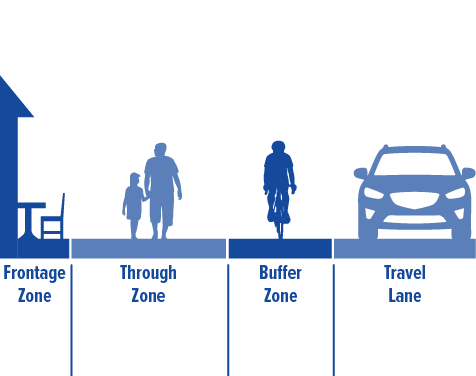 Frontage Zone
Through Zone
Buffer Zone
Travel Lane